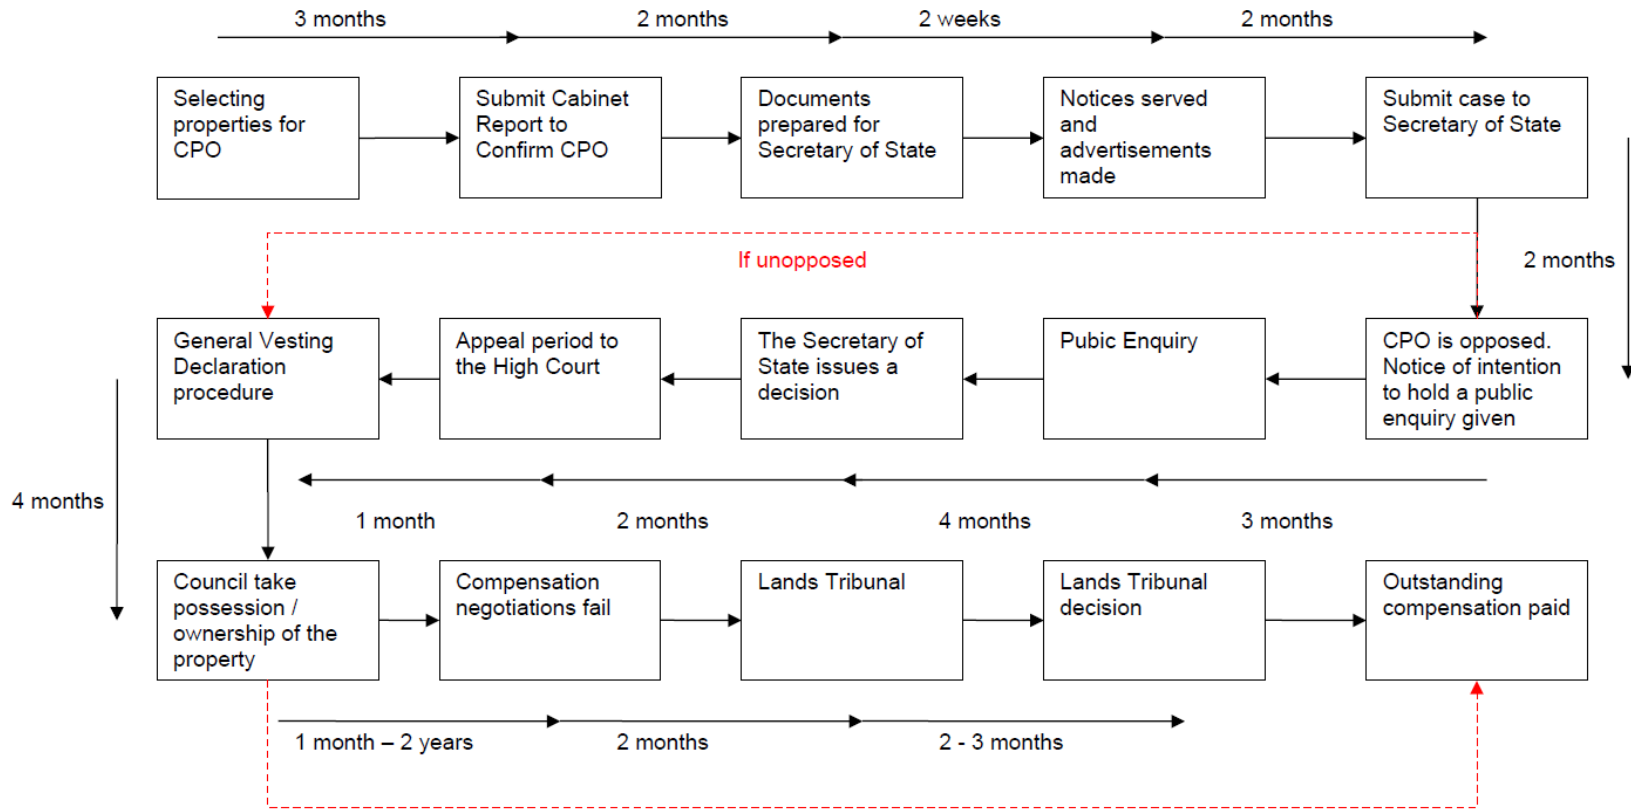 3 months
2 months
2 weeks
2 months
Selecting
properties for
CPO
Submit Cabinet
Report to
Confirm CPO
Documents
prepared for
Secretary of State
Notices served
and
advertisements
made
Submit case to
Secretary of State
If unopposed
2 months
General Vesting
Declaration
procedure
Appeal period to
the High Court
The Secretary of
State issues a
decision
Pubic Enquiry
CPO is opposed.
Notice of intention
to hold a public
enquiry given
4 months
1 month
2 months
4 months
3 months
Council take
possession /
ownership of the
property
Compensation
negotiations fail
Lands Tribunal
Lands Tribunal
decision
Outstanding
compensation paid
1 month – 2 years
2 months
2 - 3 months